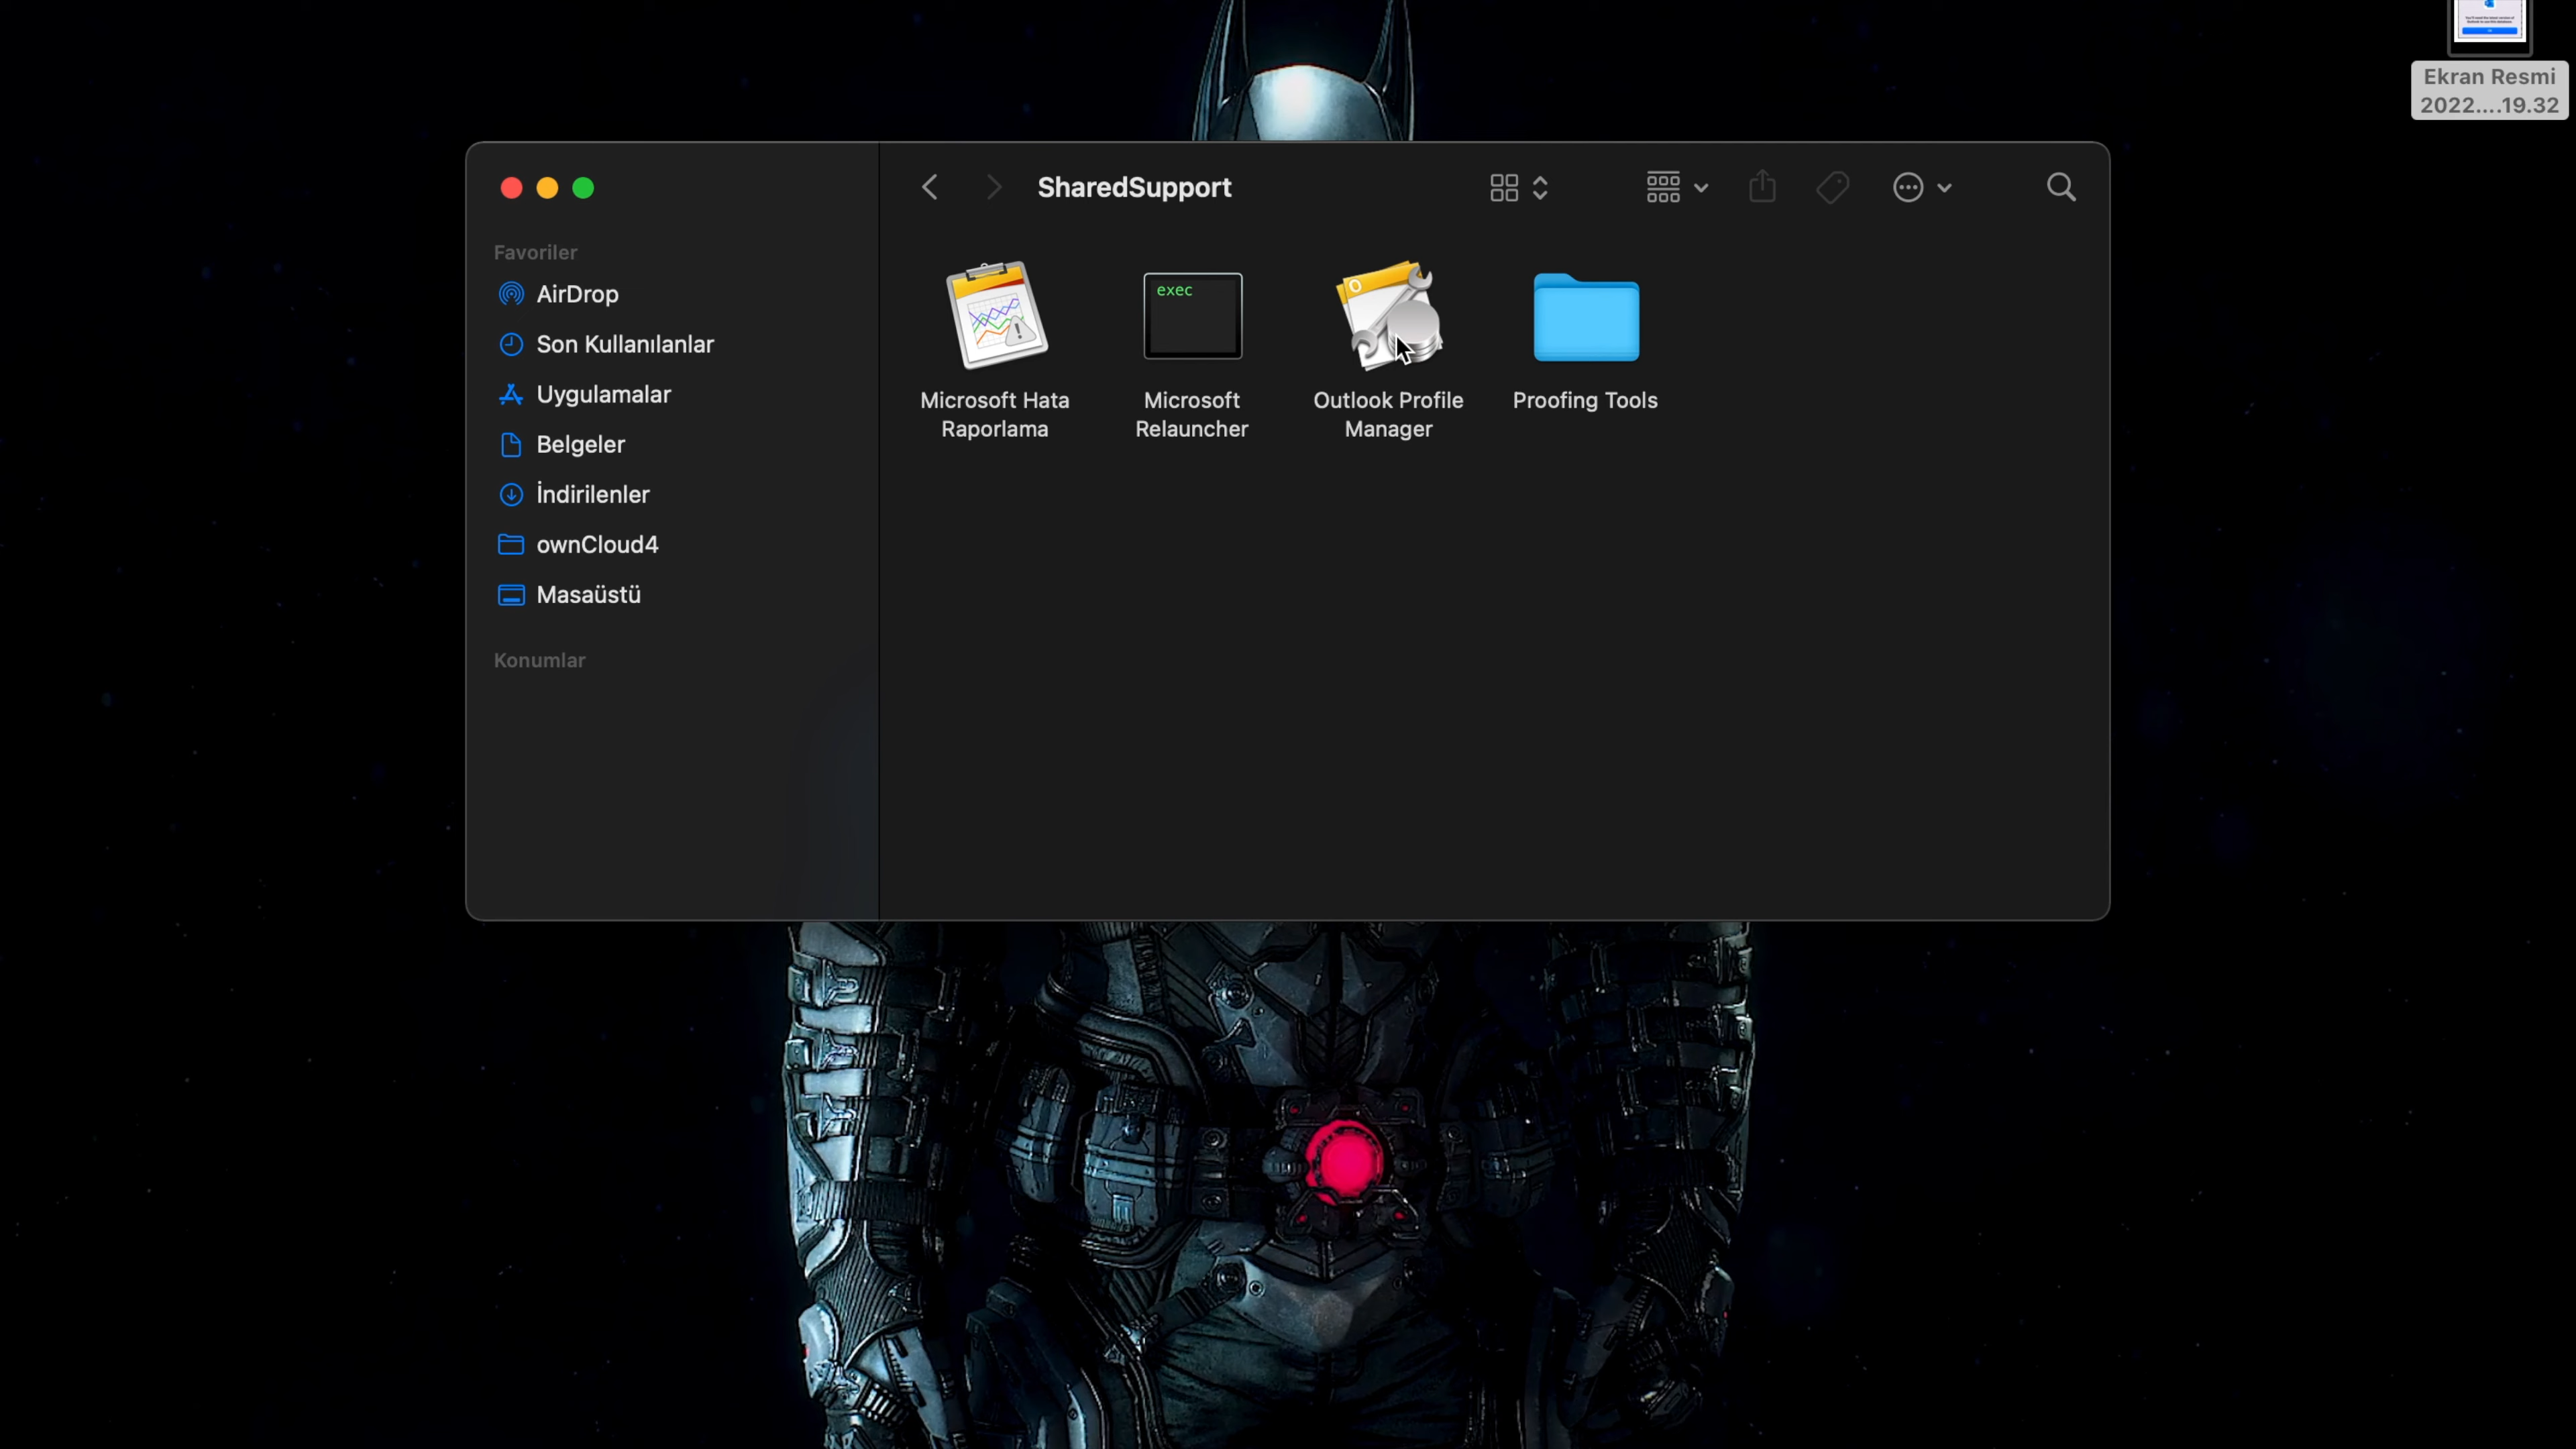 Ekran Resmi
2022....19.32
SharedSupport
Favoriler
AirDrop
Son Kullanılanlar
Uygulamalar
Belgeler
İndirilenler
ownCloud4
Masaüstü
Konumlar
exec
Microsoft Hata
Raporlama
Microsoft
Relauncher
Outlook Profile
Manager
Proofing Tools